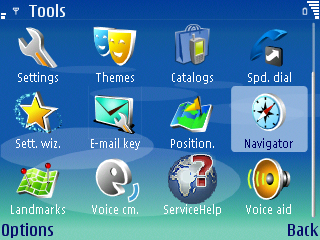 Tools
Settings Themes Catalogs Spd. dial
Sett. wiz. E-mail key Position. Navigator
Landmarks Voice cm. ServiceHelp Voice aid
Options Back